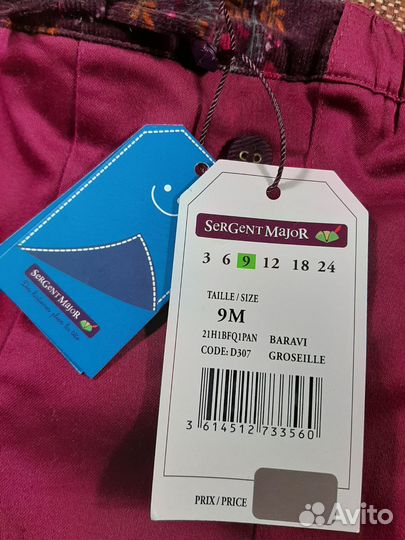 SeRGeNT MaJoR
3 6 9 12 18 24
TAILLE / SIZE
9M
21H1BFQ1PAN BARAVI
CODE: D307 GROSEILLE
3 614512 733560
PRIX / PRICE
SeRGeNT MaJoR
Avito